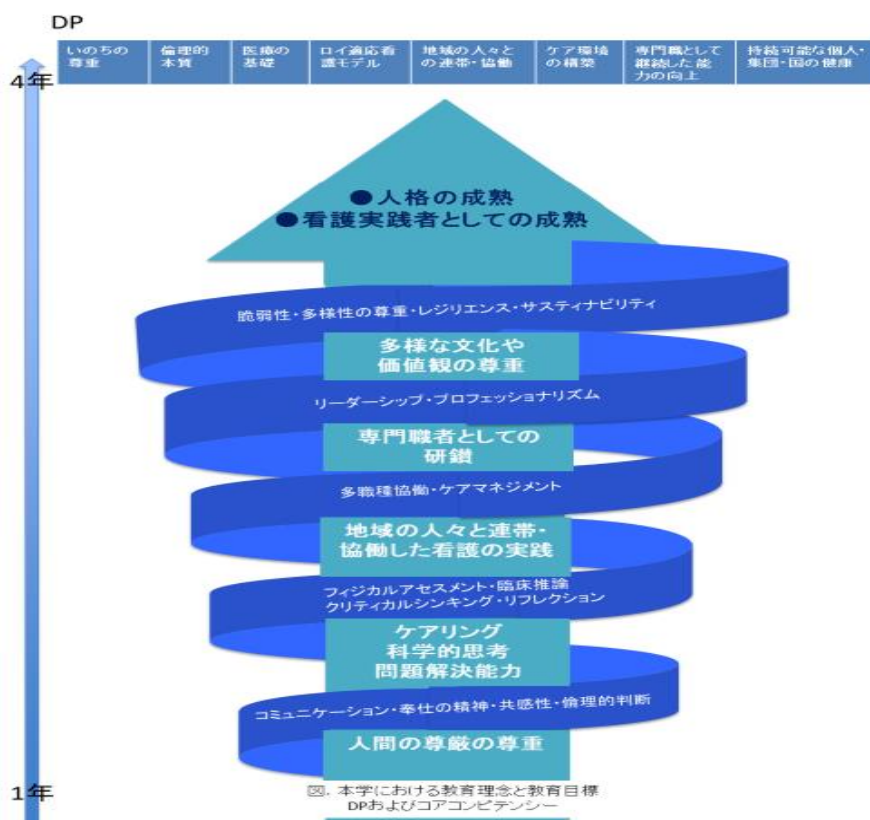 DP
いのちの
尊重
倫理的
本質
医療の
基礎
ロイ適応看
護モデル
地域の人々と
の連帯・協働
ケア環境
の構築
専門職として
継続した能
力の向上
持続可能な個人・
集団・国の健康
4年
●人格の成熟
●看護実践者としての成熟
脆弱性・多様性の尊重・レジリエンス・サスティナビリティ
多様な文化や
価値観の尊重
リーダーシップ・プロフェッショナリズム
専門職者としての
研鑽
多職種協働・ケアマネジメント
地域の人々と連帯・
協働した看護の実践
フィジカルアセスメント・臨床推論
クリティカルシンキング・リフレクション
ケアリング
科学的思考
問題解決能力
コミュニケーション・奉仕の精神・共感性・倫理的判断
人間の尊厳の尊重
1年
図．本学における教育理念と教育目標
DPおよびコアコンピテンシー